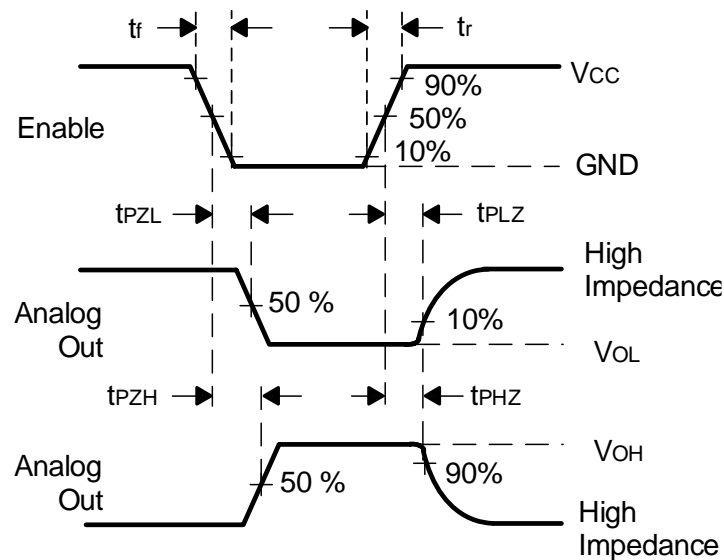 tf
tr
VCC
90%
Enable
50%
10%
GND
tPZL
tPLZ
High
Impedance
50 %
10%
Analog
Out
VOL
tPZH
tPHZ
VOH
Analog
Out
50 %
90%
High
Impedance